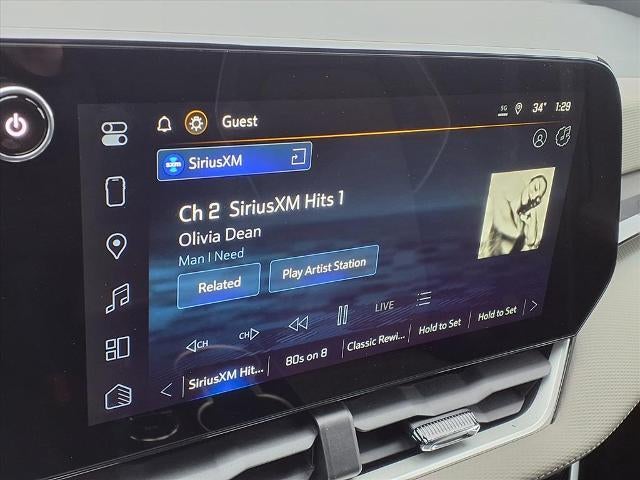 Guest
5G 34° 1:29
sxm SiriusXM
Ch 2 SiriusXM Hits 1
Olivia Dean
Man I Need
Related Play Artist Station
CH CH LIVE
SiriusXM Hit... 80s on 8 Classic Rewi... Hold to Set Hold to Set